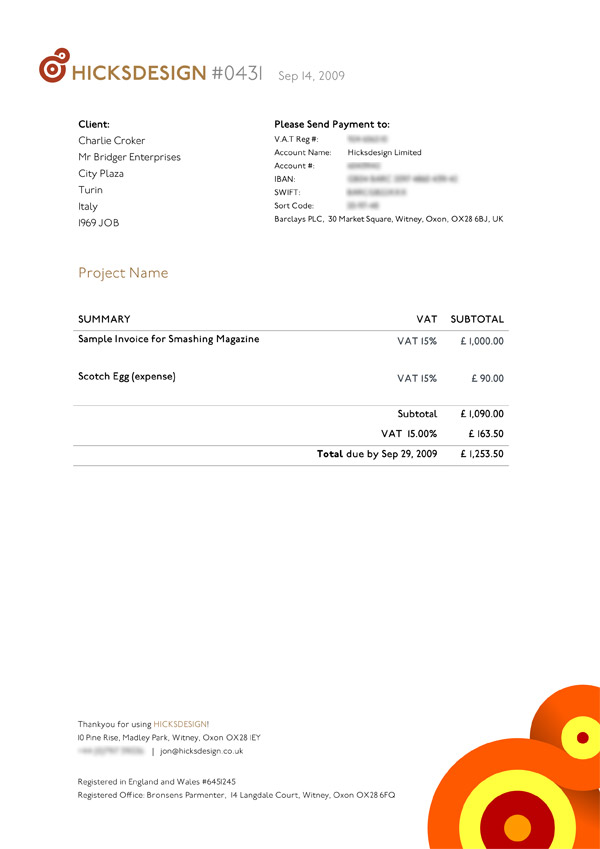 HICKSDESIGN #0431 Sep 14, 2009
Client:
Charlie Croker
Mr Bridger Enterprises
City Plaza
Turin
Italy
1969 JOB
Please Send Payment to:
V.A.T Reg #:
Account Name: Hicksdesign Limited
Account #:
IBAN:
SWIFT:
Sort Code:
Barclays PLC, 30 Market Square, Witney, Oxon, OX28 6BJ, UK
Project Name
SUMMARY VAT SUBTOTAL
Sample Invoice for Smashing Magazine VAT 15% £ 1,000.00
Scotch Egg (expense) VAT 15% £ 90.00
Subtotal £ 1,090.00
VAT 15.00% £ 163.50
Total due by Sep 29, 2009 £ 1,253.50
Thankyou for using HICKSDESIGN!
10 Pine Rise, Madley Park, Witney, Oxon OX28 1EY
| jon@hicksdesign.co.uk
Registered in England and Wales #6451245
Registered Office: Bronsens Parmenter, 14 Langdale Court, Witney, Oxon OX28 6FQ